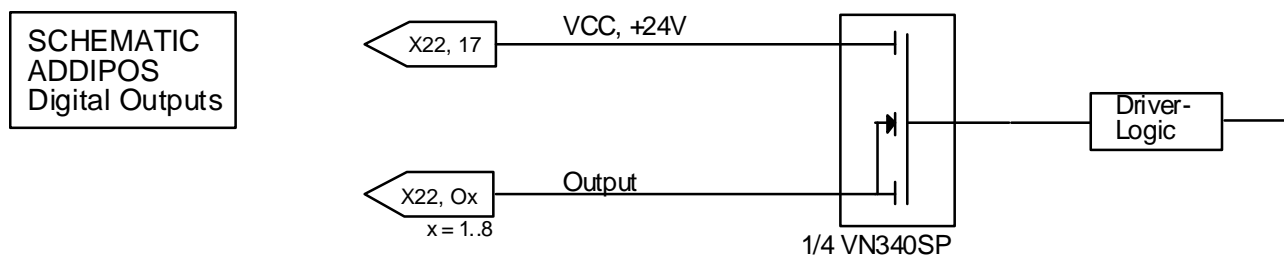 SCHEMATIC
ADDIPOS
Digital Outputs
X22, 17
VCC, +24V
Driver-
Logic
X22, Ox
Output
x = 1..8
1/4 VN340SP